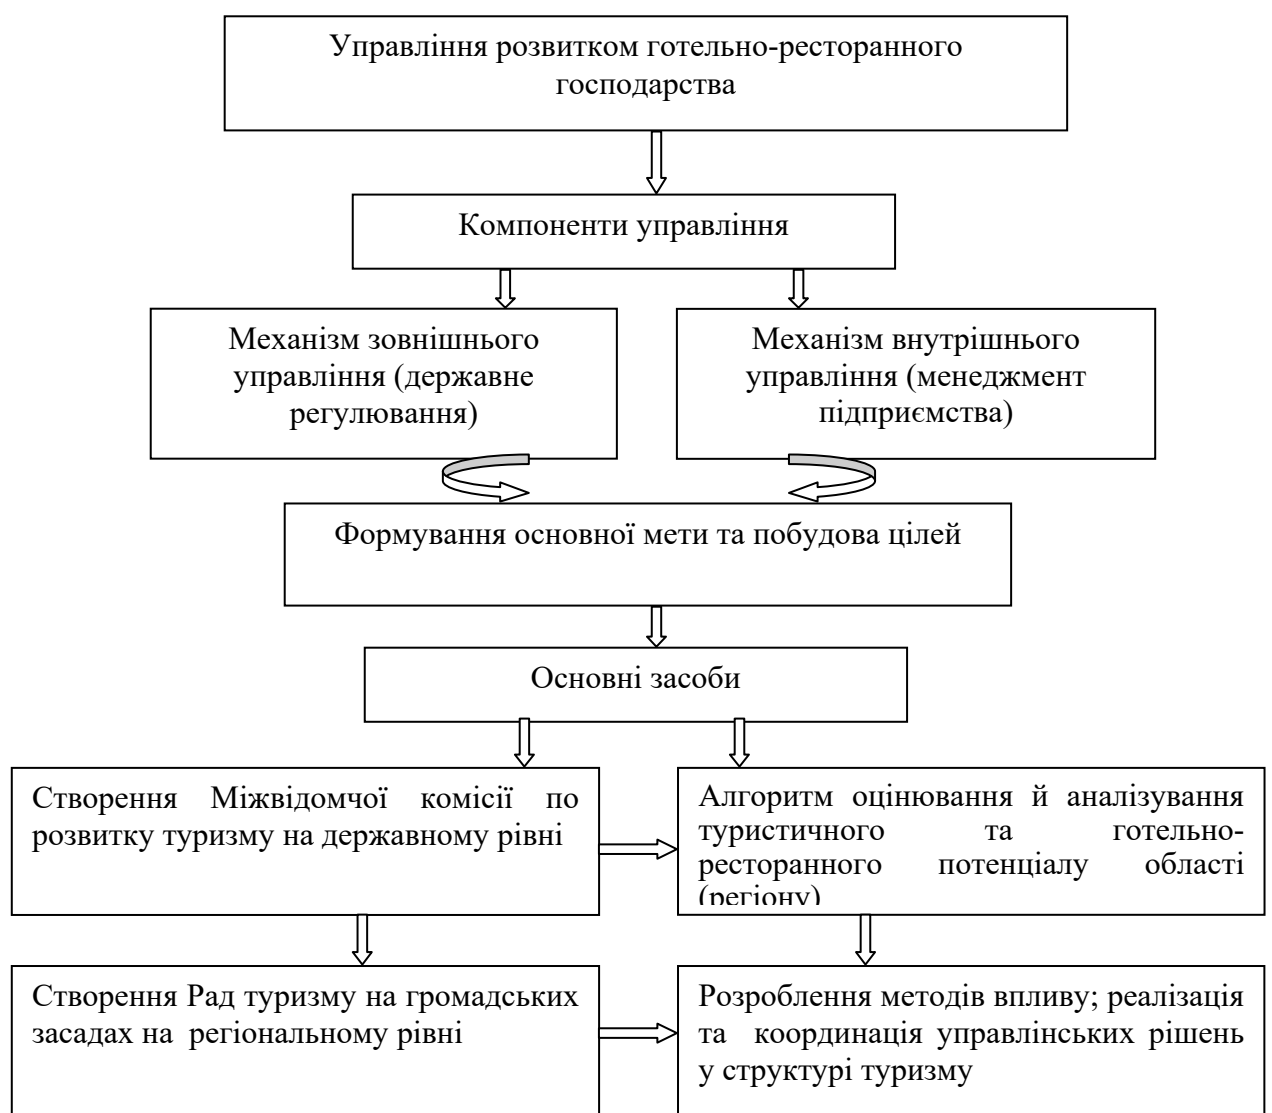 Управління розвитком готельно-ресторанного
господарства
Компоненти управління
Механізм зовнішнього
управління (державне
регулювання)
Механізм внутрішнього
управління (менеджмент
підприємства)
Формування основної мети та побудова цілей
Основні засоби
Створення Міжвідомчої комісії по
розвитку туризму на державному рівні
Алгоритм оцінювання й аналізування
туристичного та готельно-
ресторанного потенціалу області
(регіону)
Створення Рад туризму на громадських
засадах на регіональному рівні
Розроблення методів впливу; реалізація
та координація управлінських рішень
у структурі туризму